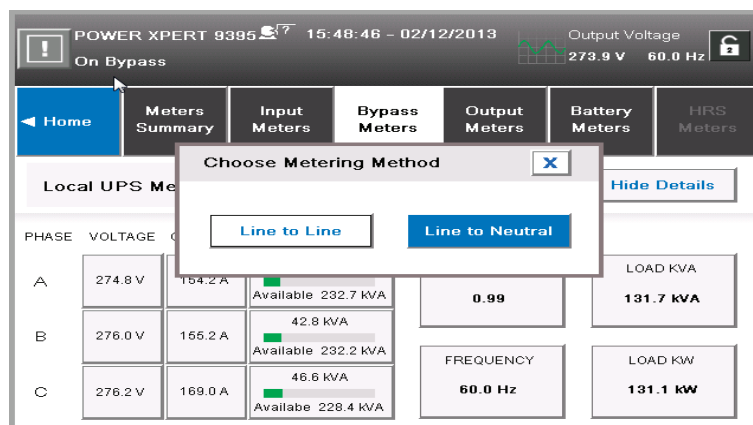 POWER XPERT 9395 ? 15:48:46 - 02/12/2013 Output Voltage
! On Bypass 273.9 V 60.0 Hz 2
Home Meters Summary Input Meters Bypass Meters Output Meters Battery Meters HRS Meters
Choose Metering Method X
Local UPS Me Hide Details
Line to Line Line to Neutral
PHASE VOLTAGE
A 274.8 V 154.2 A Available 232.7 kVA 0.99 LOAD KVA 131.7 kVA
B 276.0 V 155.2 A 42.8 kVA Available 232.2 kVA
C 276.2 V 169.0 A 46.6 kVA Availabe 228.4 kVA FREQUENCY 60.0 Hz LOAD KW 131.1 kW